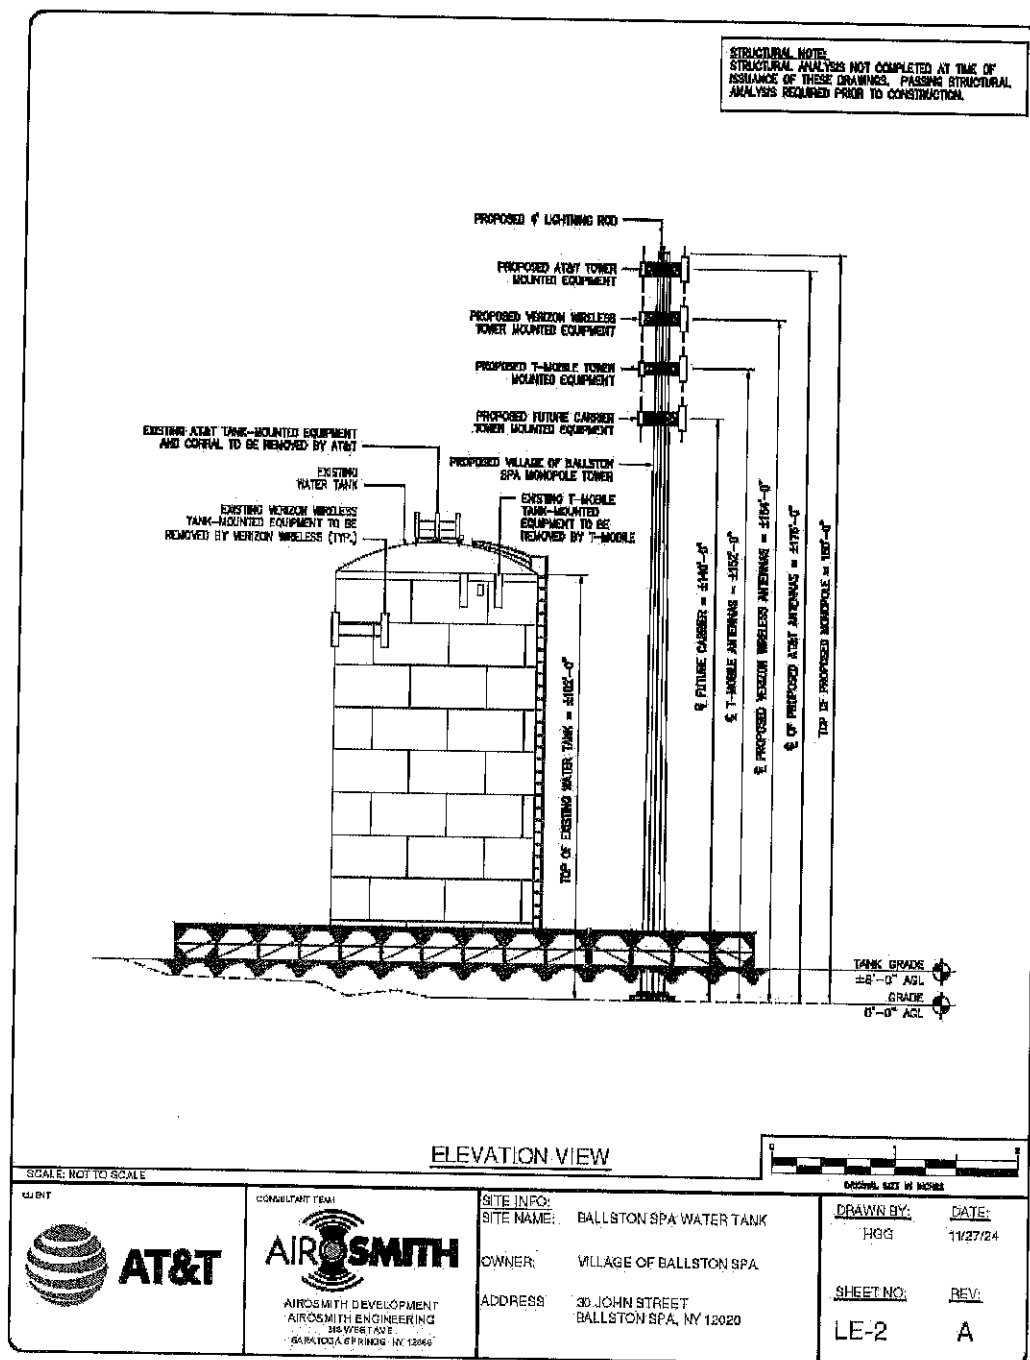 STRUCTURAL NOTE:
STRUCTURAL ANALYSIS NOT COMPLETED AT TIME OF
ISSUANCE OF THESE DRAWINGS. PASSING STRUCTURAL
ANALYSIS REQUIRED PRIOR TO CONSTRUCTION.
PROPOSED 4' LIGHTNING ROD
PROPOSED AT&T TOWER
MOUNTED EQUIPMENT
PROPOSED VERIZON WIRELESS
TOWER MOUNTED EQUIPMENT
PROPOSED T-MOBILE TOWER
MOUNTED EQUIPMENT
PROPOSED FUTURE CARRIER
TOWER MOUNTED EQUIPMENT
EXISTING AT&T TANK-MOUNTED EQUIPMENT
AND CORRAL TO BE REMOVED BY AT&T
PROPOSED VILLAGE OF BALLSTON
SPA MONOPOLE TOWER
EXISTING
WATER TANK
EXISTING VERIZON WIRELESS
TANK-MOUNTED EQUIPMENT TO BE
REMOVED BY VERIZON WIRELESS (TYP.)
EXISTING T-MOBILE
TANK-MOUNTED
EQUIPMENT TO BE
REMOVED BY T-MOBILE
TOP OF EXISTING WATER TANK = ±102'-0"
℄ FUTURE CARRIER = ±140'-0"
℄ T-MOBILE ANTENNAS = ±152'-0"
℄ PROPOSED VERIZON WIRELESS ANTENNAS = ±164'-0"
℄ OF PROPOSED AT&T ANTENNAS = ±176'-0"
TOP OF PROPOSED MONOPOLE = 180'-0"
TANK GRADE
±8'-0" AGL
GRADE
0'-0" AGL
ELEVATION VIEW
SCALE: NOT TO SCALE
ORIGINAL SIZE IN INCHES
CLIENT
AT&T
CONSULTANT TEAM
AIROSMITH
AIROSMITH DEVELOPMENT
AIROSMITH ENGINEERING
318 WEST AVE
SARATOGA SPRINGS NY 12866
SITE INFO:
SITE NAME: BALLSTON SPA WATER TANK
OWNER: VILLAGE OF BALLSTON SPA
ADDRESS 30 JOHN STREET
BALLSTON SPA, NY 12020
DRAWN BY: DATE:
HGG 11/27/24
SHEET NO: REV:
LE-2 A